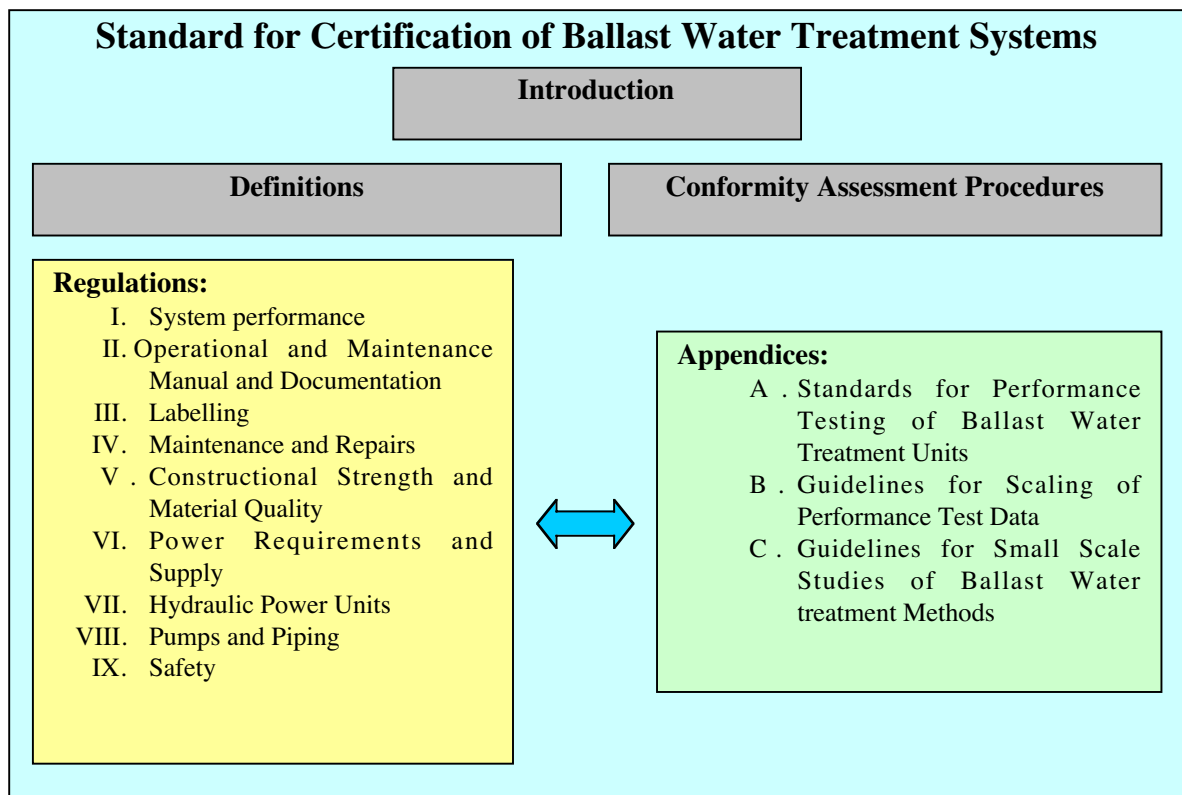 Standard for Certification of Ballast Water Treatment Systems
Introduction
Definitions
Conformity Assessment Procedures
Regulations:
I. System performance
II. Operational and Maintenance
Manual and Documentation
III. Labelling
IV. Maintenance and Repairs
V . Constructional Strength and
Material Quality
VI. Power Requirements and
Supply
VII. Hydraulic Power Units
VIII. Pumps and Piping
IX. Safety
Appendices:
A . Standards for Performance
Testing of Ballast Water
Treatment Units
B . Guidelines for Scaling of
Performance Test Data
C . Guidelines for Small Scale
Studies of Ballast Water
treatment Methods